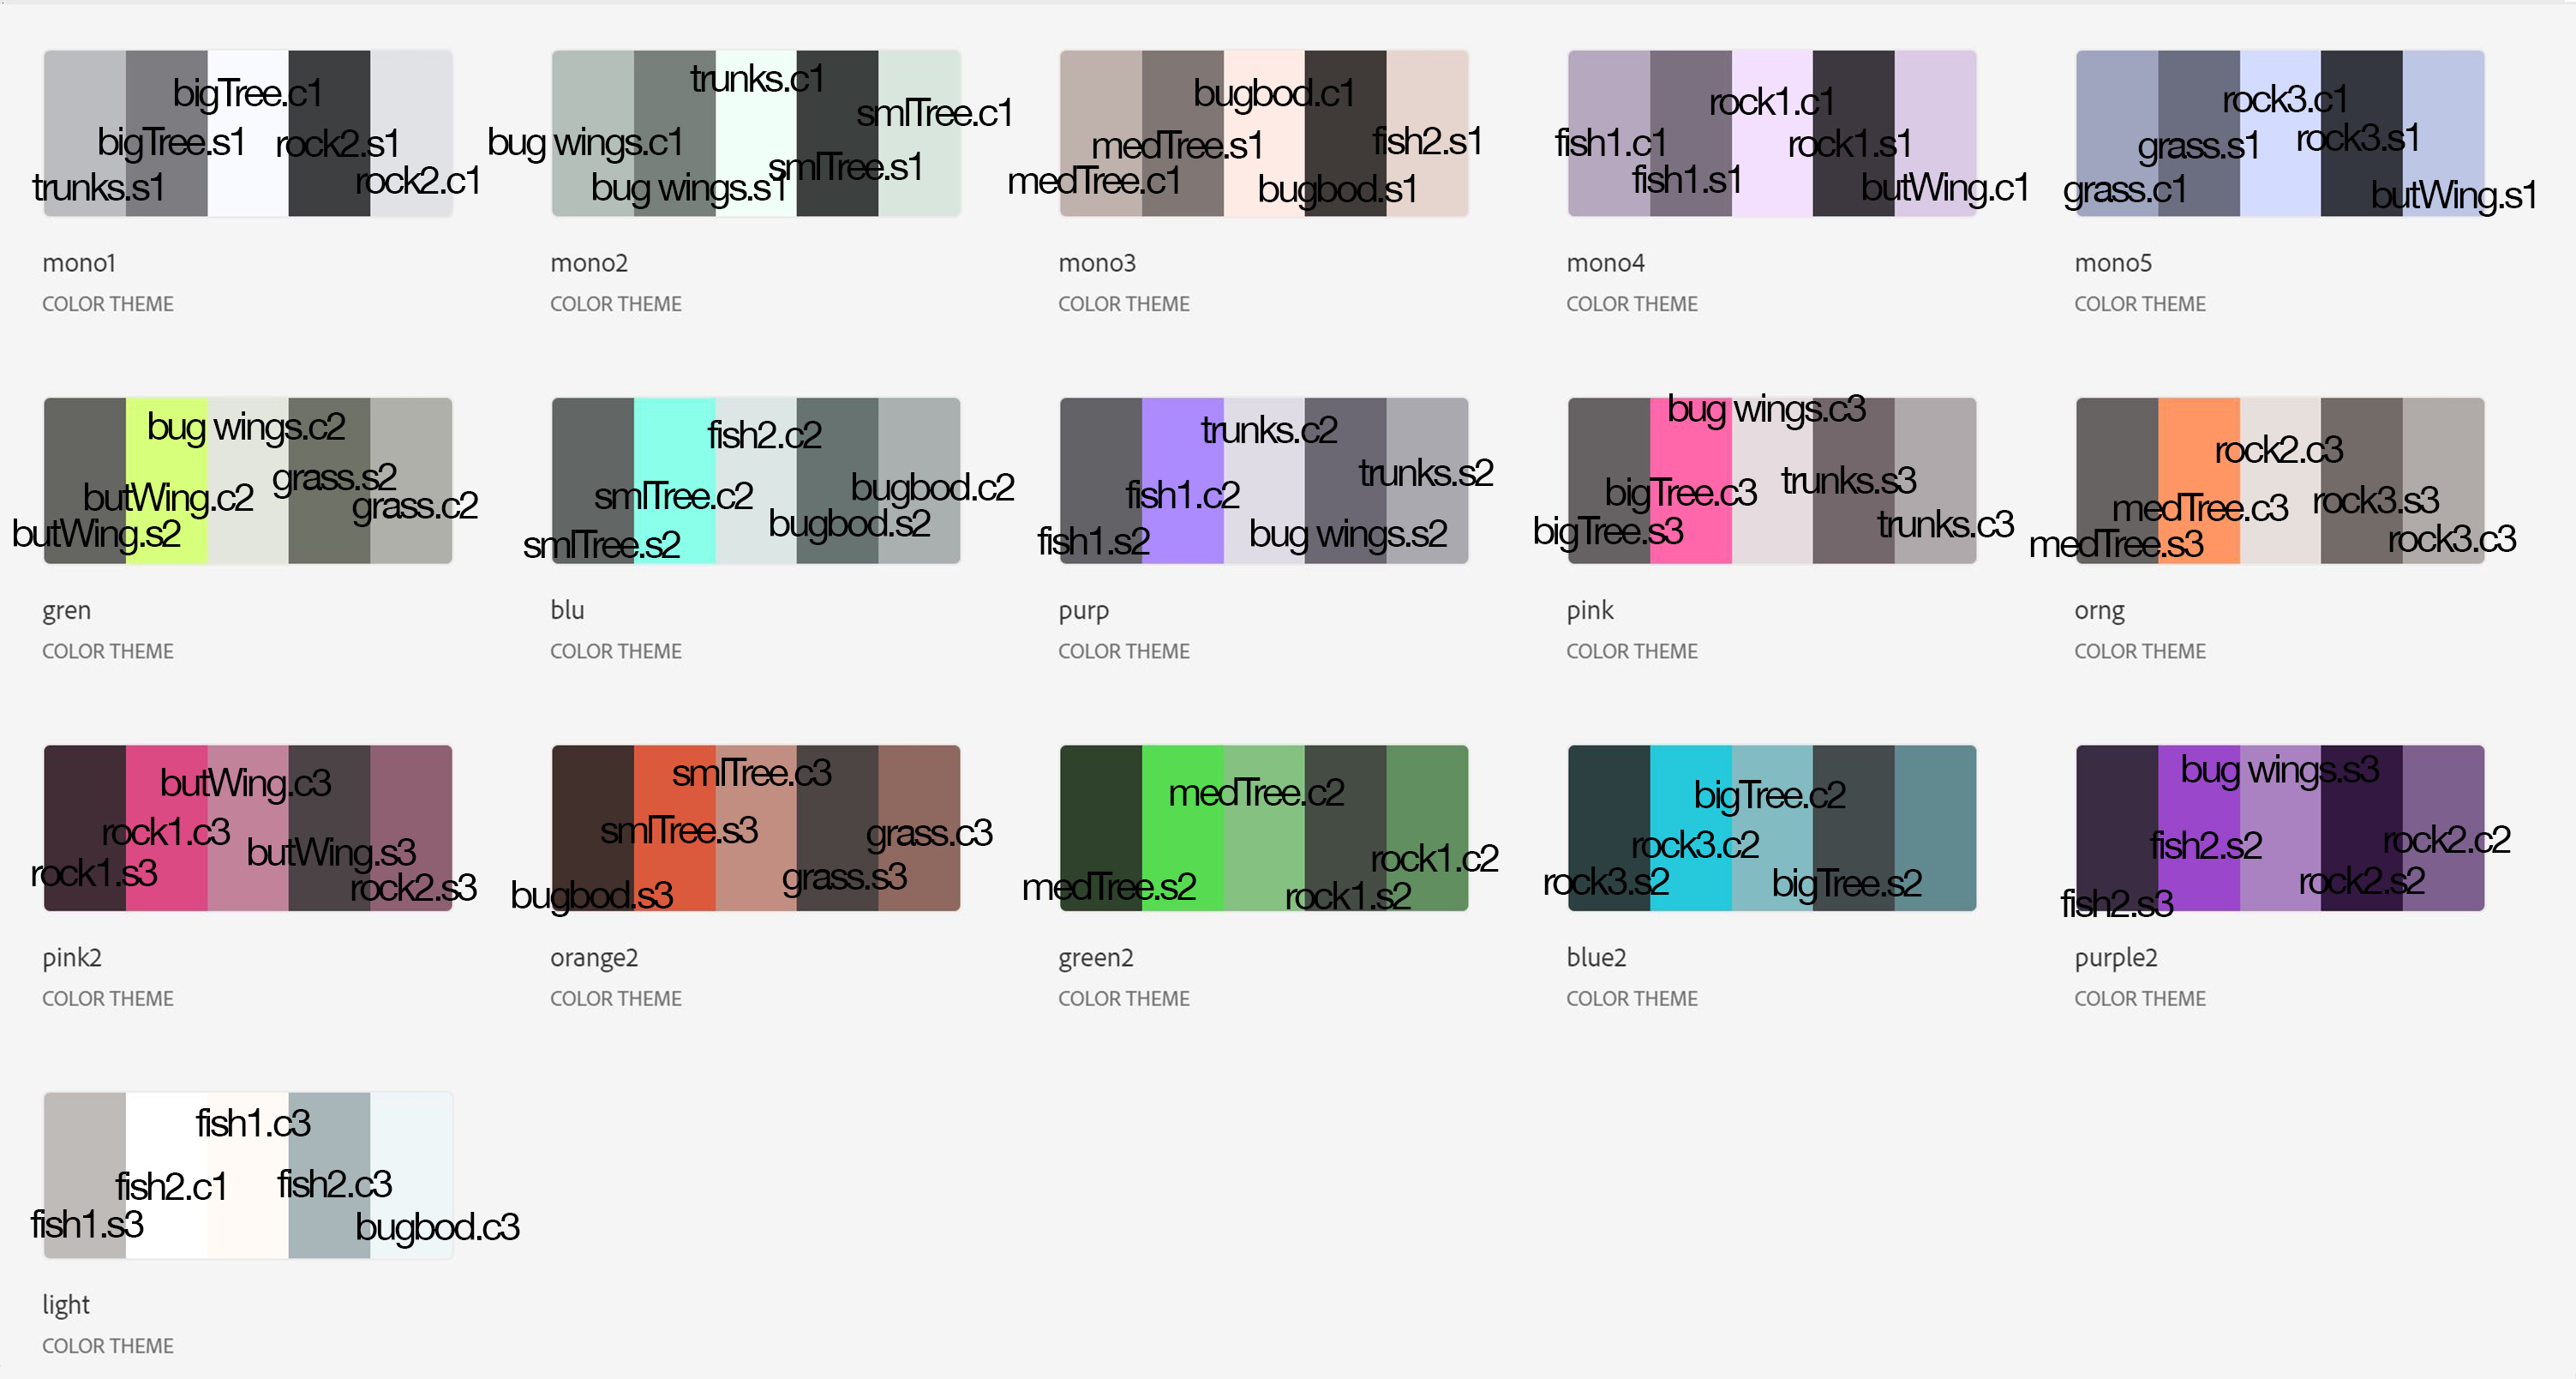 bigTree.c1
bigTree.s1
rock2.s1
trunks.s1
rock2.c1
mono1
COLOR THEME
trunks.c1
smlTree.c1
bug wings.c1
smlTree.s1
bug wings.s1
mono2
COLOR THEME
bugbod.c1
medTree.s1
fish2.s1
medTree.c1
bugbod.s1
mono3
COLOR THEME
rock1.c1
fish1.c1
rock1.s1
fish1.s1
butWing.c1
mono4
COLOR THEME
rock3.c1
grass.s1
rock3.s1
grass.c1
butWing.s1
mono5
COLOR THEME
bug wings.c2
grass.s2
butWing.c2
grass.c2
butWing.s2
gren
COLOR THEME
fish2.c2
smlTree.c2
bugbod.c2
bugbod.s2
smlTree.s2
blu
COLOR THEME
trunks.c2
trunks.s2
fish1.c2
fish1.s2
bug wings.s2
purp
COLOR THEME
bug wings.c3
bigTree.c3
trunks.s3
bigTree.s3
trunks.c3
pink
COLOR THEME
rock2.c3
medTree.c3
rock3.s3
medTree.s3
rock3.c3
orng
COLOR THEME
butWing.c3
rock1.c3
butWing.s3
rock1.s3
rock2.s3
pink2
COLOR THEME
smlTree.c3
smlTree.s3
grass.c3
grass.s3
bugbod.s3
orange2
COLOR THEME
medTree.c2
rock1.c2
medTree.s2
rock1.s2
green2
COLOR THEME
bigTree.c2
rock3.c2
rock3.s2
bigTree.s2
blue2
COLOR THEME
bug wings.s3
fish2.s2
rock2.c2
rock2.s2
fish2.s3
purple2
COLOR THEME
fish1.c3
fish2.c1
fish2.c3
fish1.s3
bugbod.c3
light
COLOR THEME